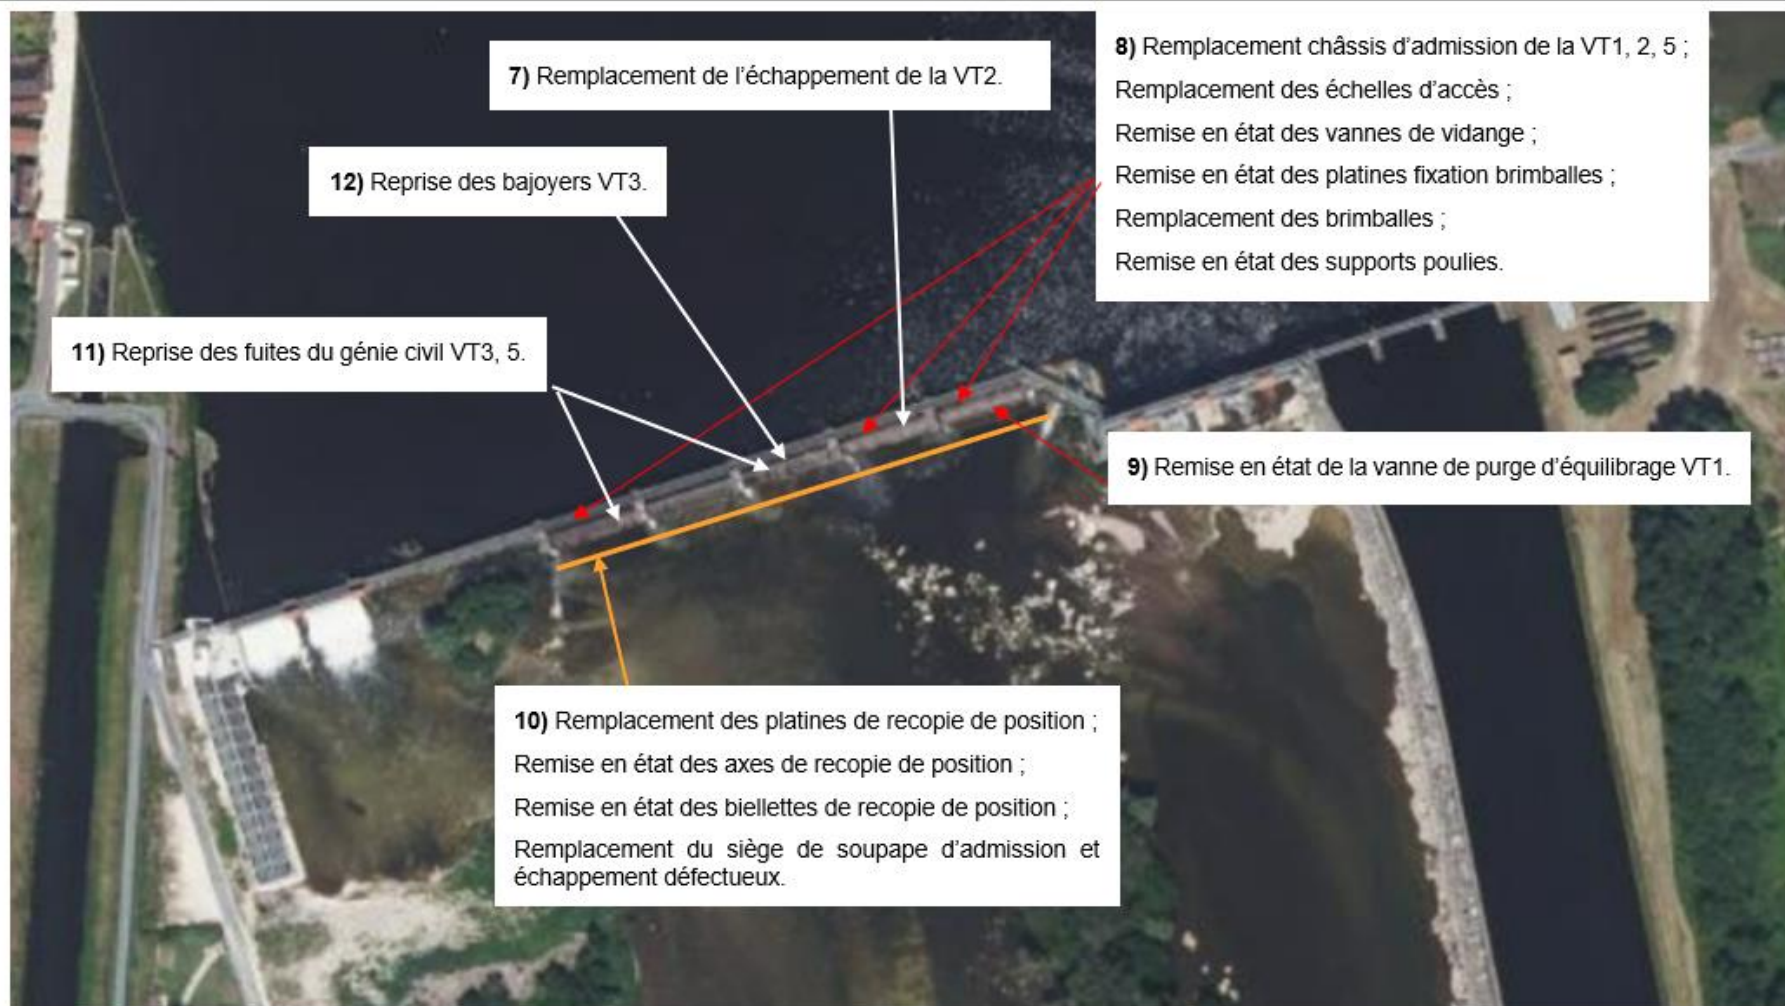 7) Remplacement de l'échappement de la VT2.
8) Remplacement châssis d'admission de la VT1, 2, 5 ;
Remplacement des échelles d'accès ;
Remise en état des vannes de vidange ;
Remise en état des platines fixation brimballes ;
Remplacement des brimballes ;
Remise en état des supports poulies.
12) Reprise des bajoyers VT3.
11) Reprise des fuites du génie civil VT3, 5.
9) Remise en état de la vanne de purge d'équilibrage VT1.
10) Remplacement des platines de recopie de position ;
Remise en état des axes de recopie de position ;
Remise en état des biellettes de recopie de position ;
Remplacement du siège de soupape d'admission et
échappement défectueux.